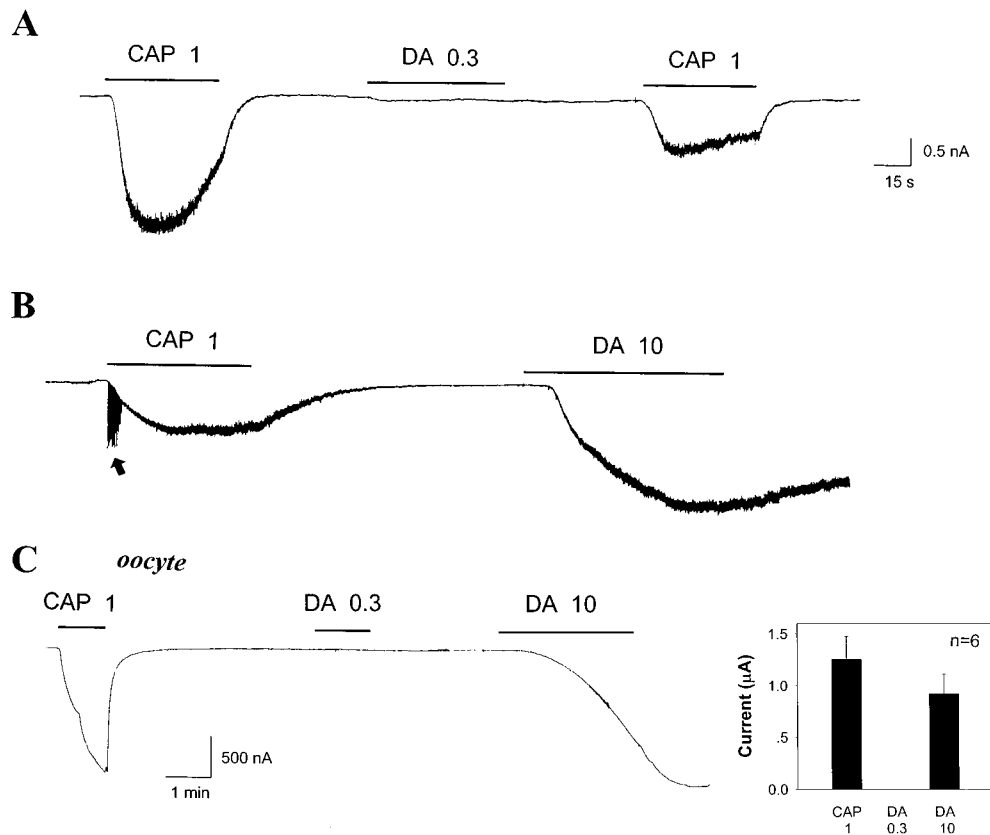 A
CAP 1
DA 0.3
CAP 1
0.5 nA
15 s
B
CAP 1
DA 10
C
oocyte
CAP 1
DA 0.3
DA 10
500 nA
1 min
Current (μA)
1.5
1.0
.5
0.0
n=6
CAP
1
DA
0.3
DA
10